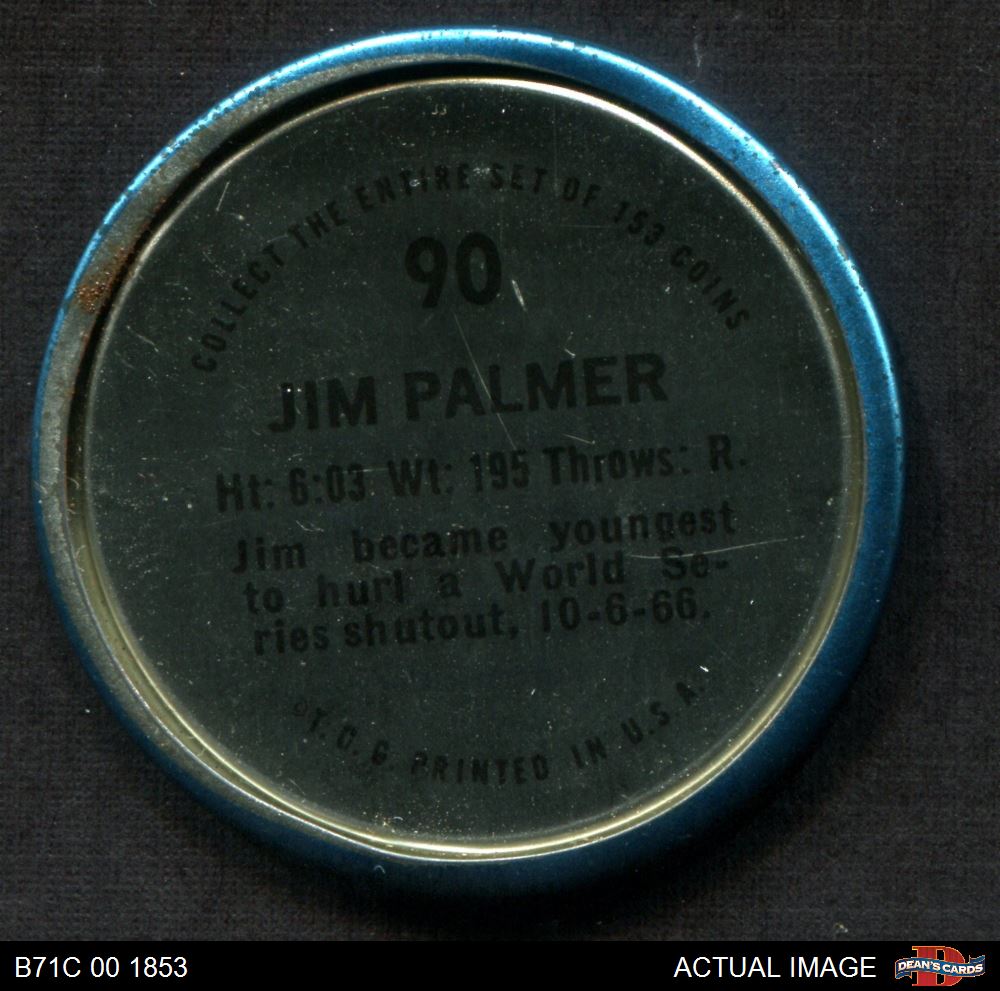 COLLECT THE ENTIRE SET OF 153 COINS
90
JIM PALMER
Ht: 6:03 Wt: 195 Throws: R.
Jim became youngest
to hurl a World Se-
ries shutout, 10-6-66.
©T.C.G. PRINTED IN U.S.A.
B71C 00 1853
ACTUAL IMAGE
DEAN'S CARDS